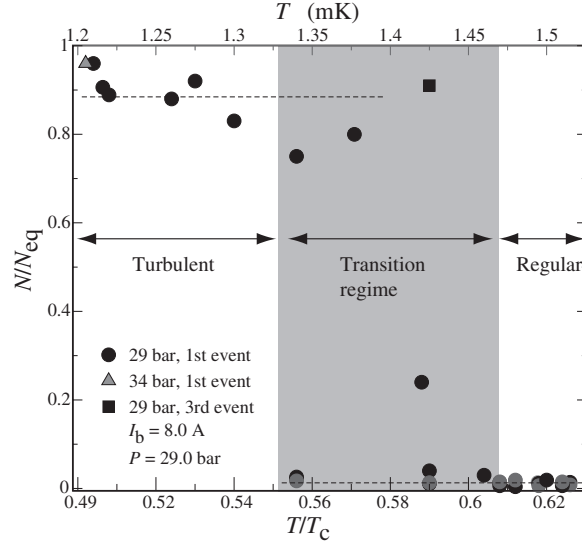 T (mK)
1.2 1.25 1.3 1.35 1.4 1.45 1.5
N/Neq
1
0.8
0.6
0.4
0.2
0
Turbulent
Transition
regime
Regular
29 bar, 1st event
34 bar, 1st event
29 bar, 3rd event
Ib = 8.0 A
P = 29.0 bar
0.49 0.52 0.54 0.56 0.58 0.59 0.6 0.62
T/Tc